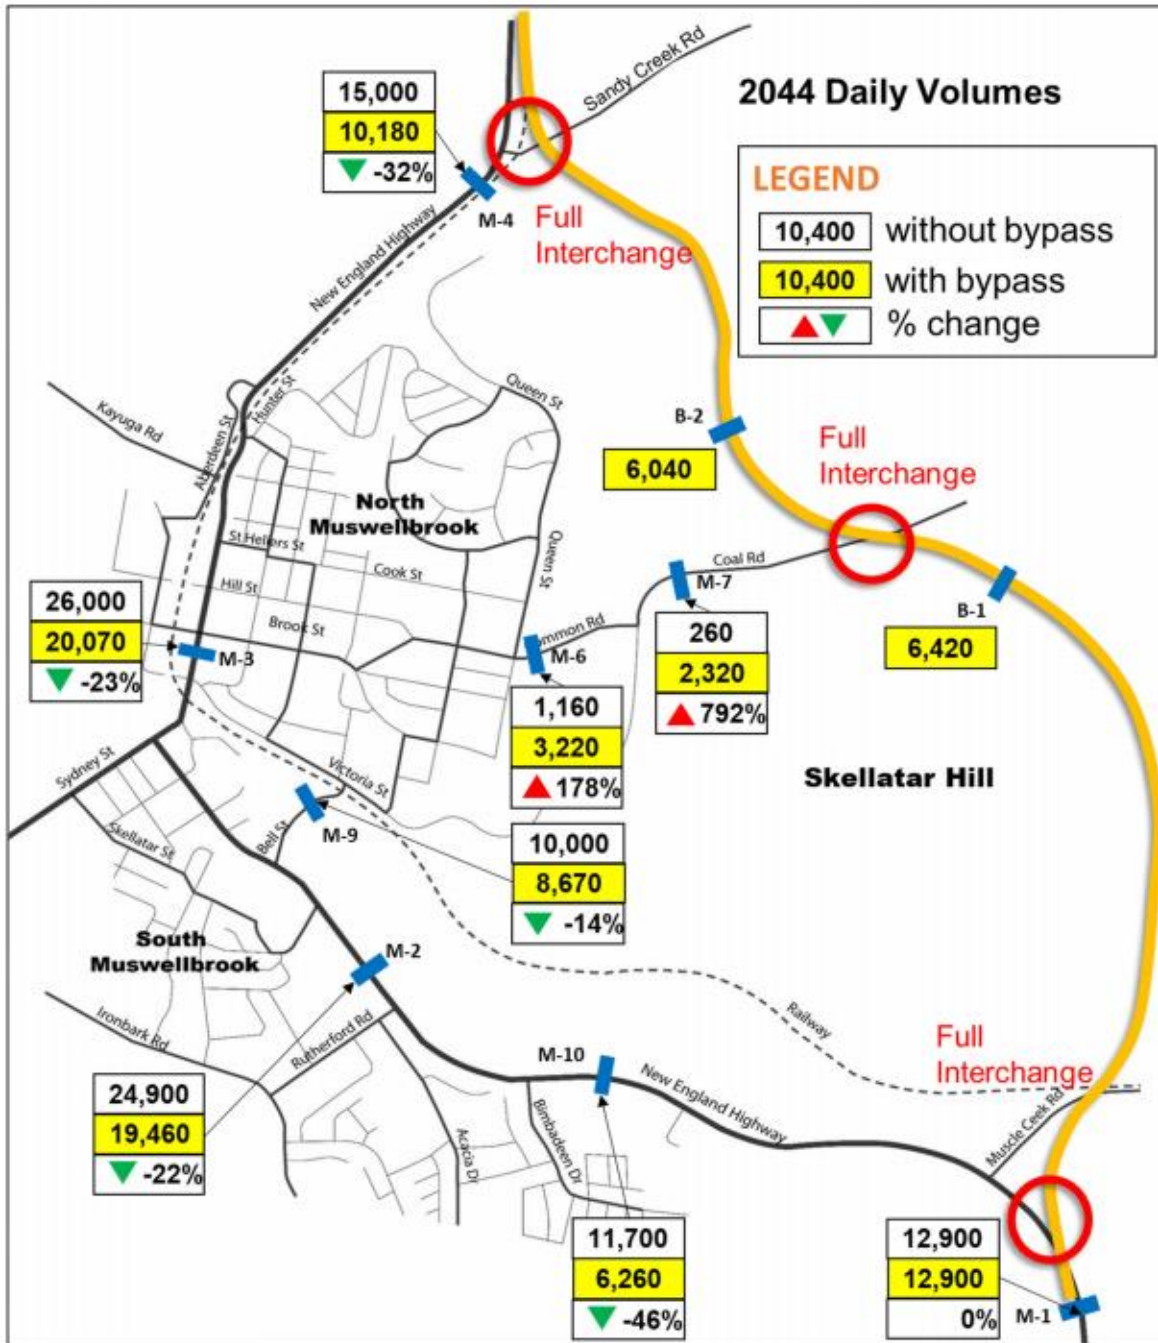 Sandy Creek Rd
2044 Daily Volumes
15,000
10,180
-32%
M-4
Full
Interchange
LEGEND
10,400 without bypass
10,400 with bypass
% change
New England Highway
Kayuga Rd
Aberdeen St
Hunter St
Queen St
B-2
6,040
Full
Interchange
North
Muswellbrook
St Heliers St
Cook St
Hill St
Brook St
Queen St
Coal Rd
M-7
B-1
6,420
26,000
20,070
-23%
M-3
ommon Rd
M-6
260
2,320
792%
1,160
3,220
178%
Sydney St
Victoria St
Skellatar Hill
M-9
Bell St
Skellatar St
10,000
8,670
-14%
South
Muswellbrook
M-2
Ironbark Rd
Rutherford Rd
Railway
Full
Interchange
M-10
New England Highway
Muscle Ceek Rd
24,900
19,460
-22%
Acacia Dr
Bimbadeen Dr
11,700
6,260
-46%
12,900
12,900
0%
M-1